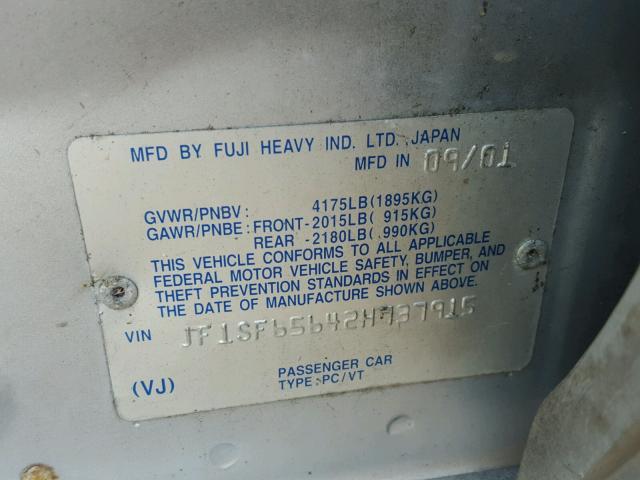 MFD BY FUJI HEAVY IND. LTD. JAPAN
MFD IN 09/01
GVWR/PNBV: 4175LB(1895KG)
GAWR/PNBE: FRONT-2015LB( 915KG)
REAR -2180LB( 990KG)
THIS VEHICLE CONFORMS TO ALL APPLICABLE
FEDERAL MOTOR VEHICLE SAFETY, BUMPER, AND
THEFT PREVENTION STANDARDS IN EFFECT ON
THE DATE OF MANUFACTURE SHOWN ABOVE.
VIN JF1SF65642H737915
PASSENGER CAR
(VJ) TYPE:PC/VT